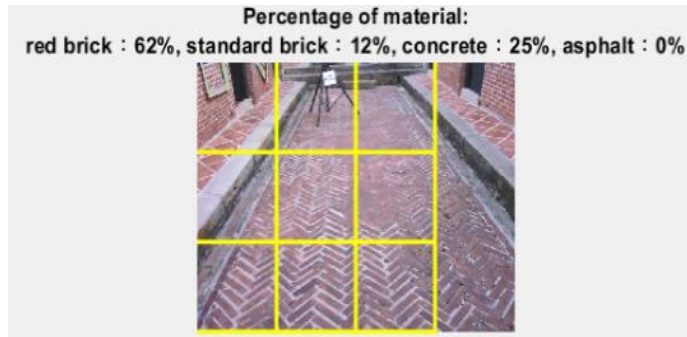 Percentage of material:
red brick：62%, standard brick：12%, concrete：25%, asphalt：0%